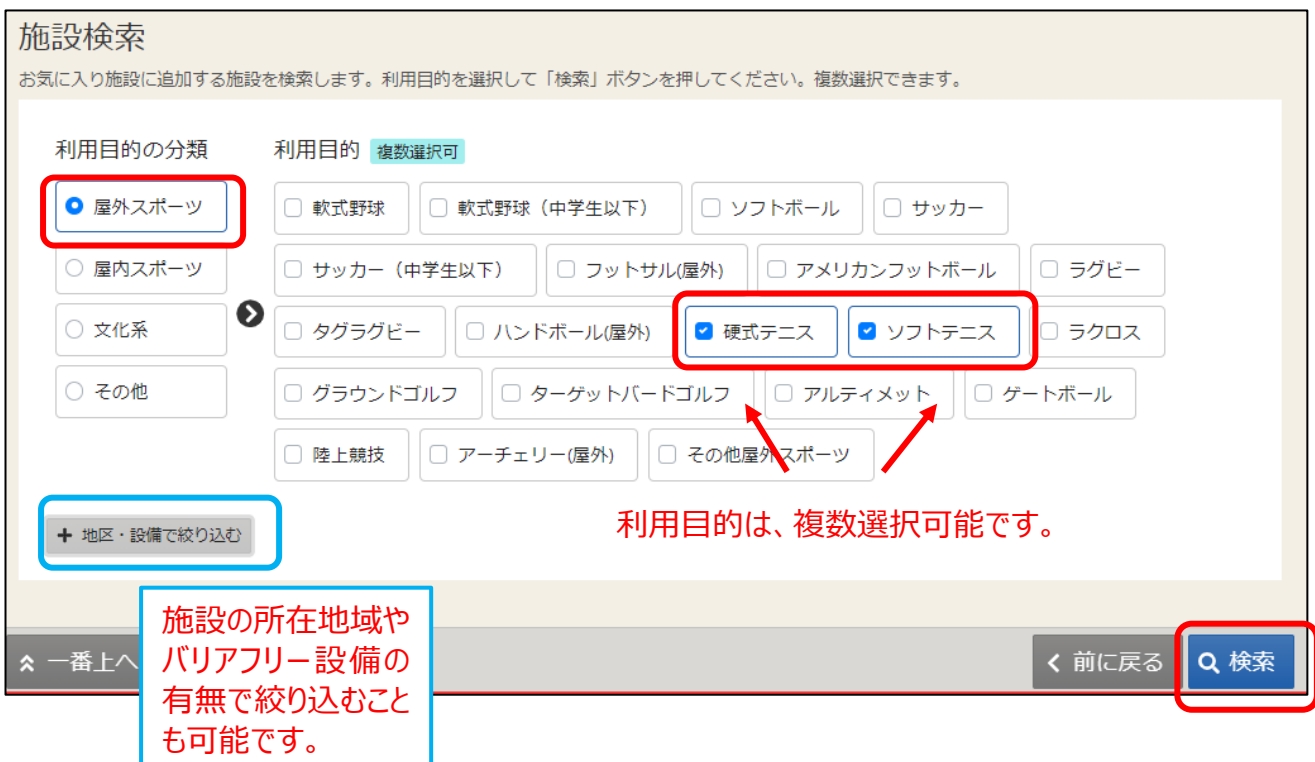 施設検索
お気に入り施設に追加する施設を検索します。利用目的を選択して「検索」ボタンを押してください。複数選択できます。
利用目的の分類
利用目的 複数選択可
屋外スポーツ
軟式野球 軟式野球（中学生以下） ソフトボール サッカー
屋内スポーツ
サッカー（中学生以下） フットサル(屋外) アメリカンフットボール ラグビー
文化系
タグラグビー ハンドボール(屋外) 硬式テニス ソフトテニス ラクロス
その他
グラウンドゴルフ ターゲットバードゴルフ アルティメット ゲートボール
陸上競技 アーチェリー(屋外) その他屋外スポーツ
利用目的は、複数選択可能です。
+ 地区・設備で絞り込む
施設の所在地域や
バリアフリー設備の
有無で絞り込むこと
も可能です。
一番上へ
前に戻る
検索